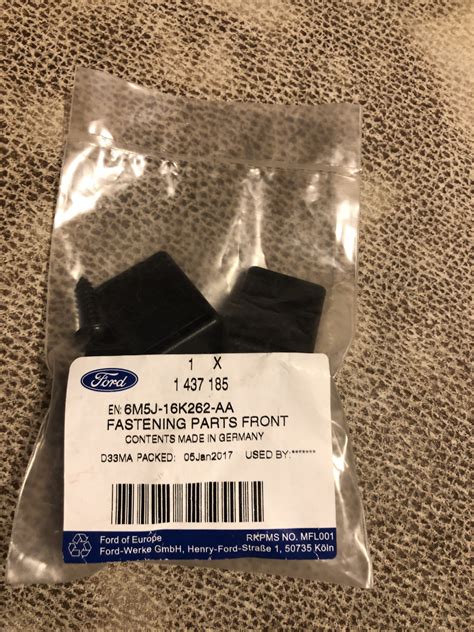 1 X
Ford
1 437 185
EN: 6M5J-16K262-AA
FASTENING PARTS FRONT
CONTENTS MADE IN GERMANY
D33MA PACKED: 05Jan2017 USED BY:*******
Ford of Europe RKPMS NO. MFL001
Ford-Werke GmbH, Henry-Ford-Straße 1, 50735 Köln